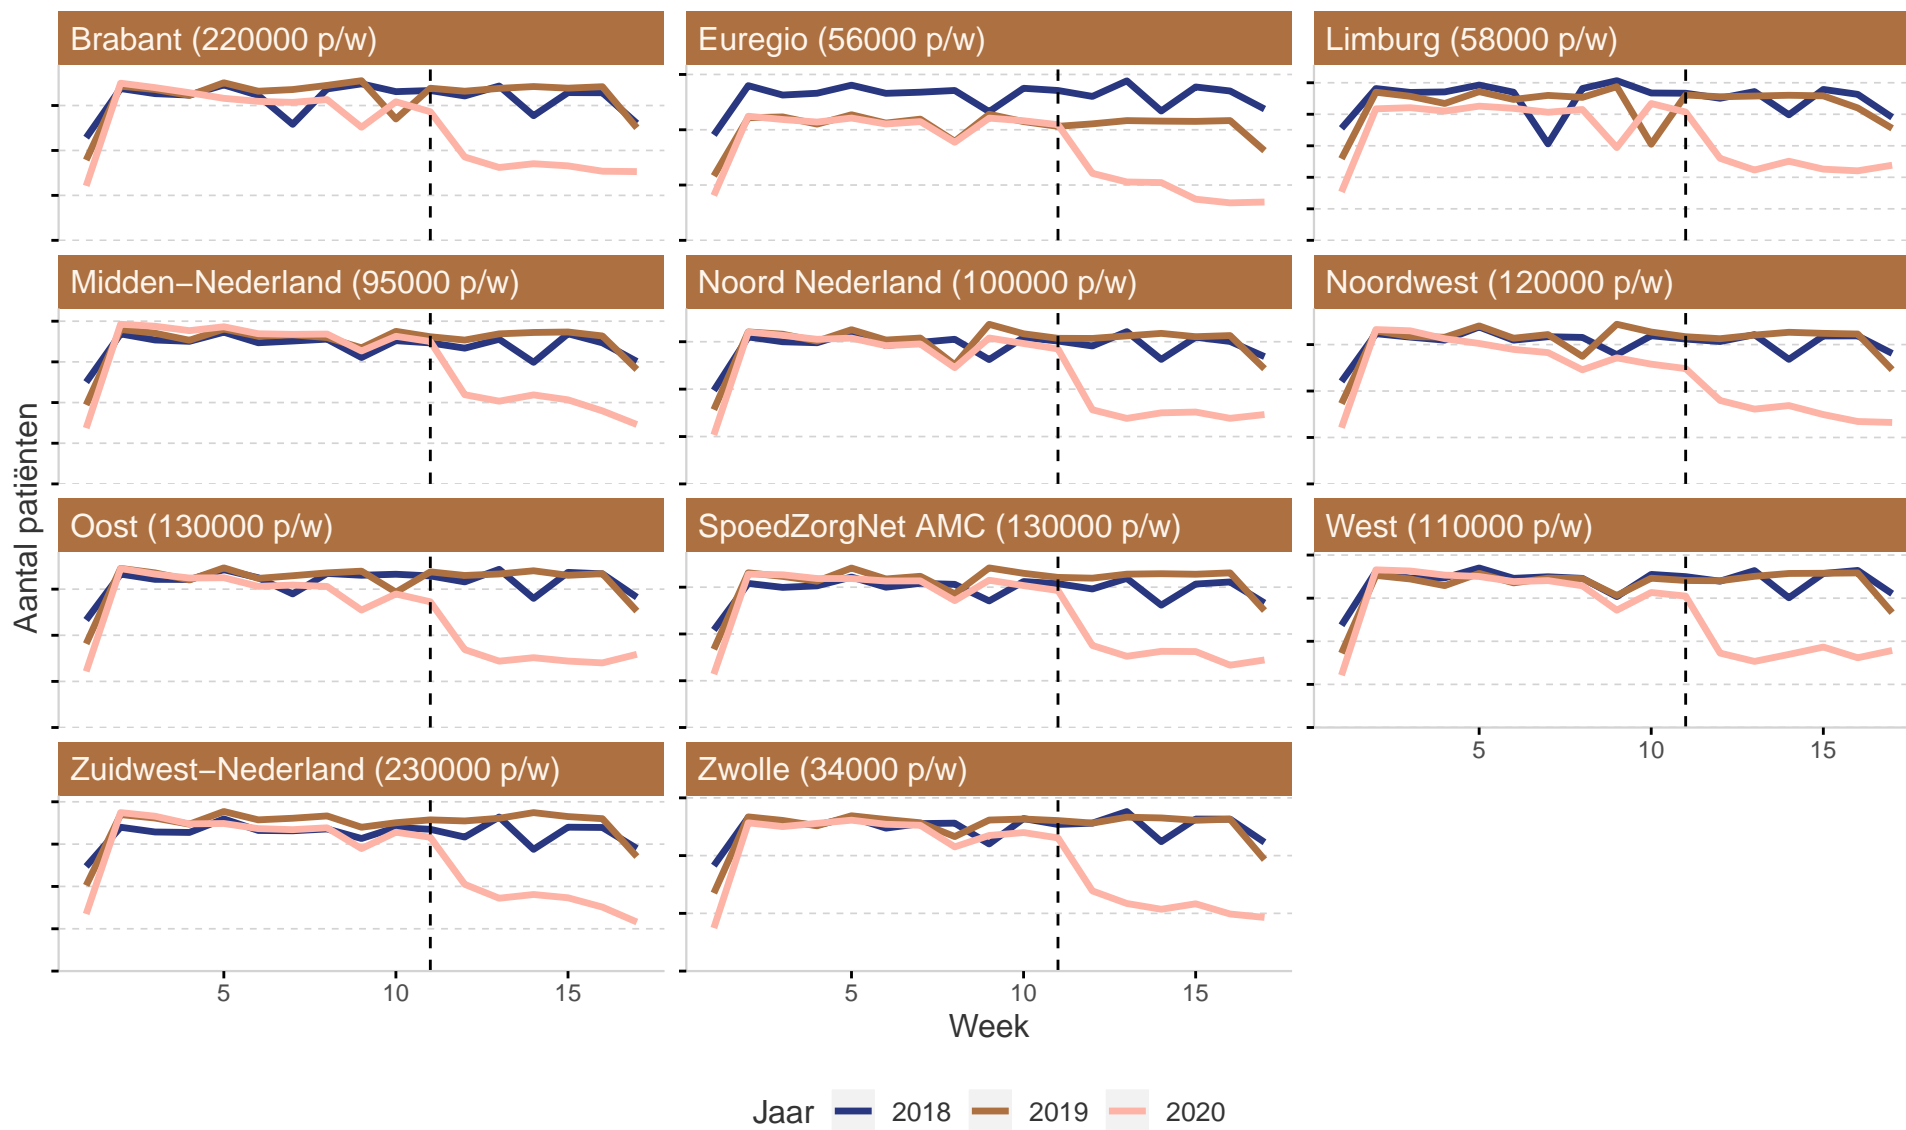 Brabant (220000 p/w)
Euregio (56000 p/w)
Limburg (58000 p/w)
Midden−Nederland (95000 p/w)
Noord Nederland (100000 p/w)
Noordwest (120000 p/w)
Oost (130000 p/w)
SpoedZorgNet AMC (130000 p/w)
West (110000 p/w)
5 10 15
Zuidwest−Nederland (230000 p/w)
Zwolle (34000 p/w)
5 10 15
5 10 15
Aantal patiënten
Week
Jaar 2018 2019 2020